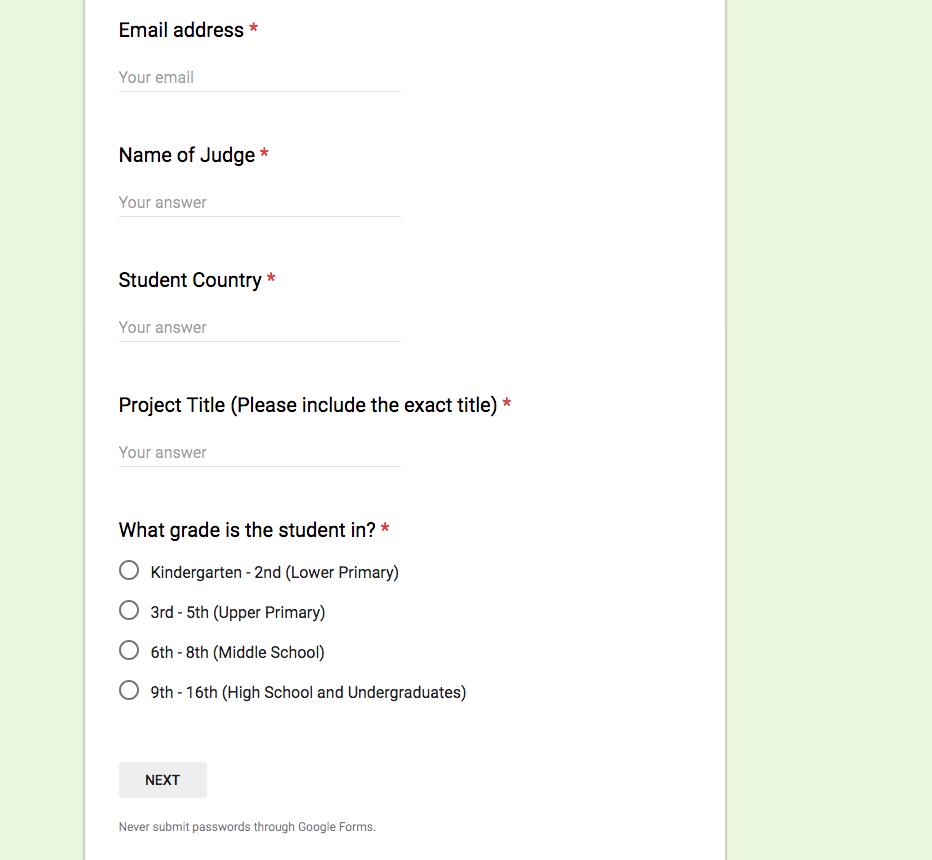 Email address *
Your email
Name of Judge *
Your answer
Student Country *
Your answer
Project Title (Please include the exact title) *
Your answer
What grade is the student in? *
Kindergarten - 2nd (Lower Primary)
3rd - 5th (Upper Primary)
6th - 8th (Middle School)
9th - 16th (High School and Undergraduates)
NEXT
Never submit passwords through Google Forms.